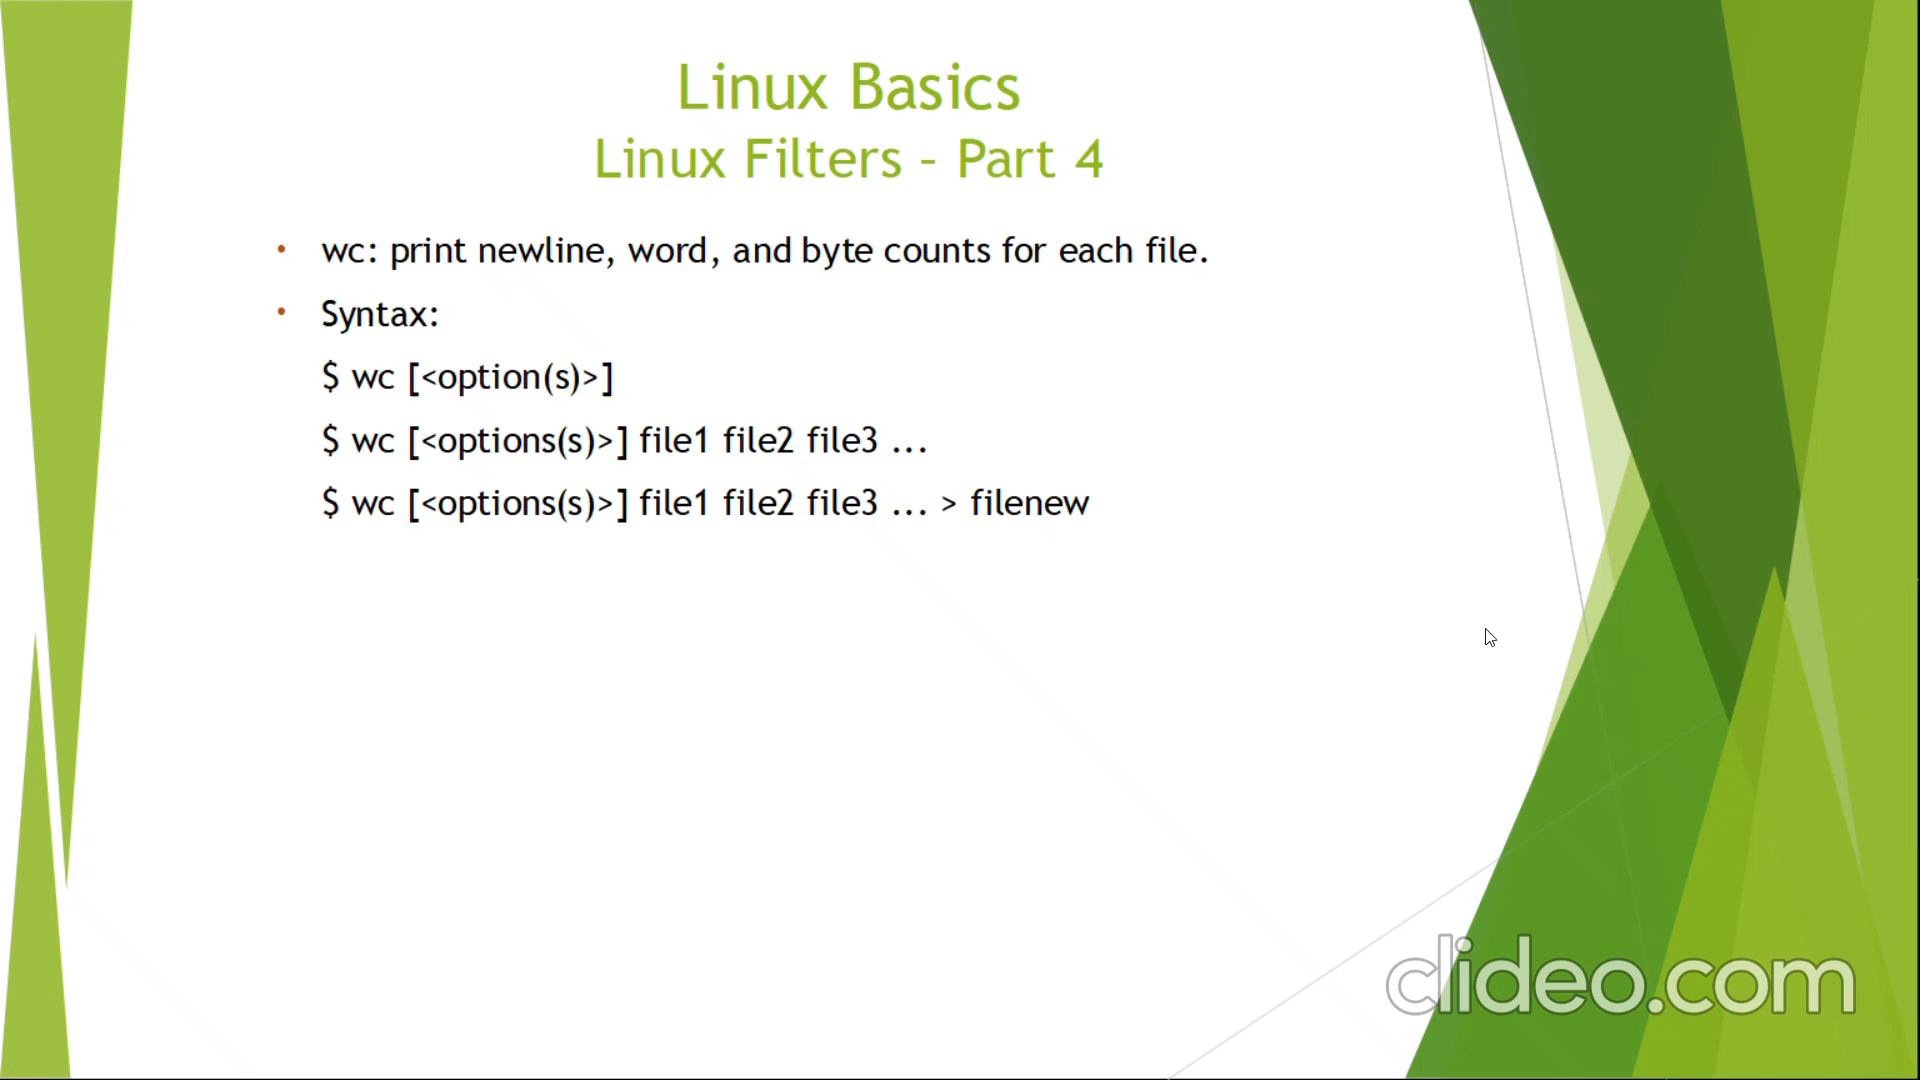 Linux Basics
Linux Filters - Part 4
• wc: print newline, word, and byte counts for each file.
• Syntax:
$ wc [<option(s)>]
$ wc [<options(s)>] file1 file2 file3 ...
$ wc [<options(s)>] file1 file2 file3 ... > filenew
clideo.com